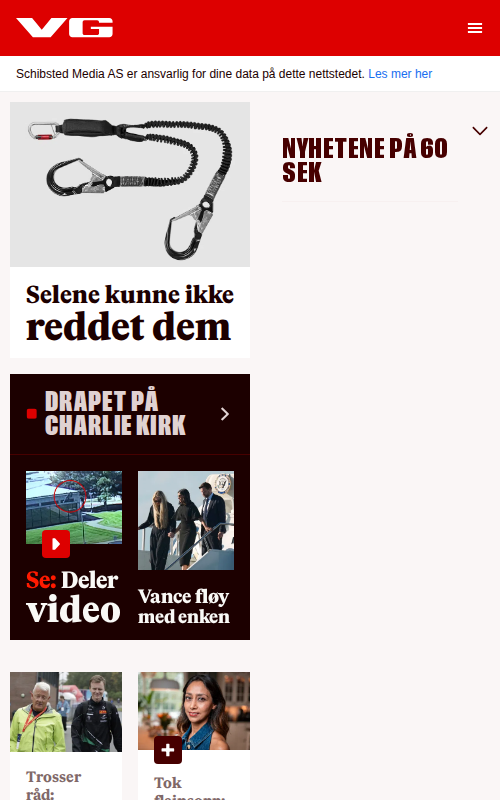 VG
Schibsted Media AS er ansvarlig for dine data på dette nettstedet. Les mer her
Selene kunne ikke
reddet dem
NYHETENE PÅ 60
SEK
DRAPET PÅ
CHARLIE KIRK
Se: Deler
video
Vance fløy
med enken
Trosser
råd:
Tok